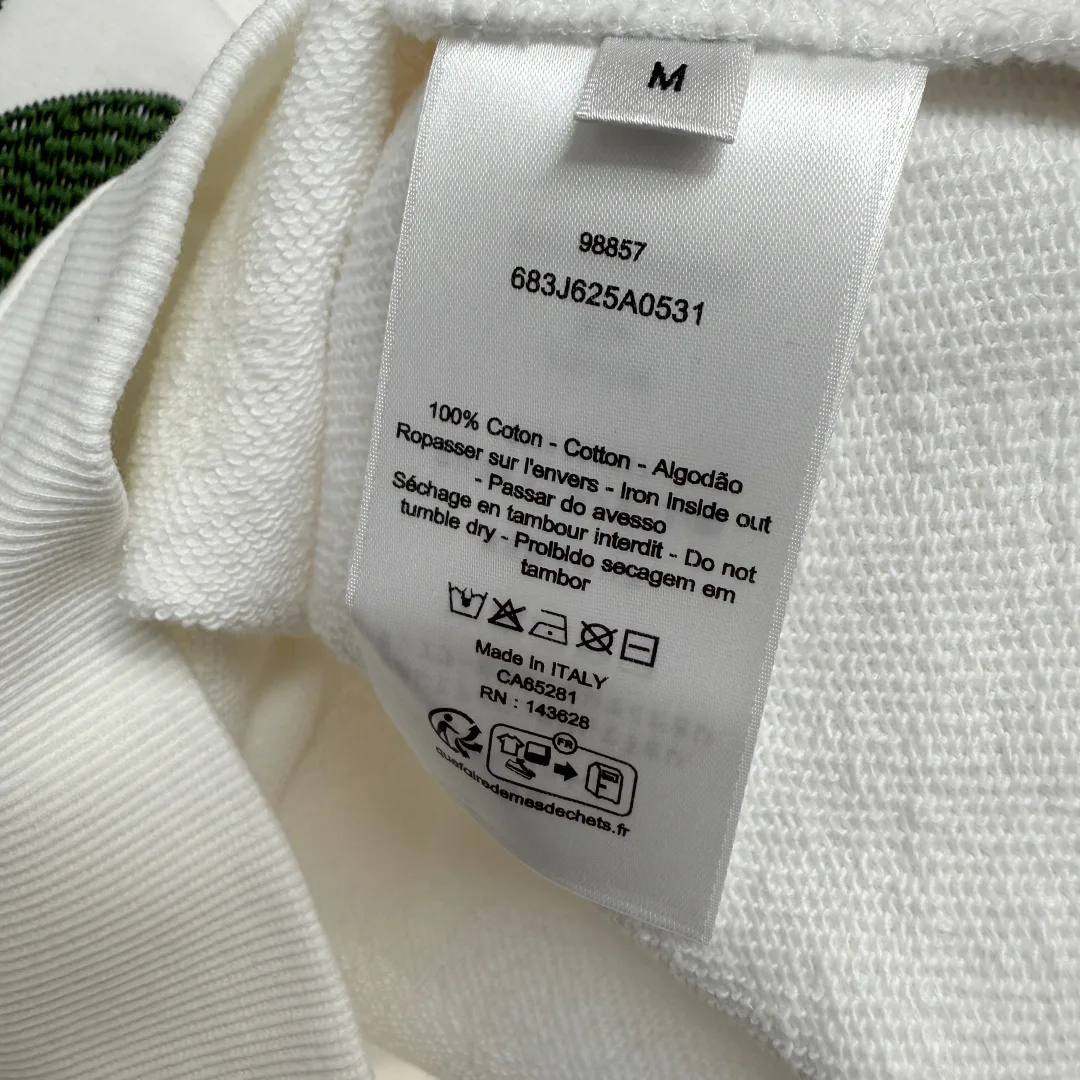 M
98857
683J625A0531
100% Coton - Cotton - Algodão
Ropasser sur l'envers - Iron Inside out
- Passar do avesso
Séchage en tambour interdit - Do not
tumble dry - Proibido secagem em
tambor
Made In ITALY
CA65281
RN : 143628
FR
quefairedemesdechets.fr